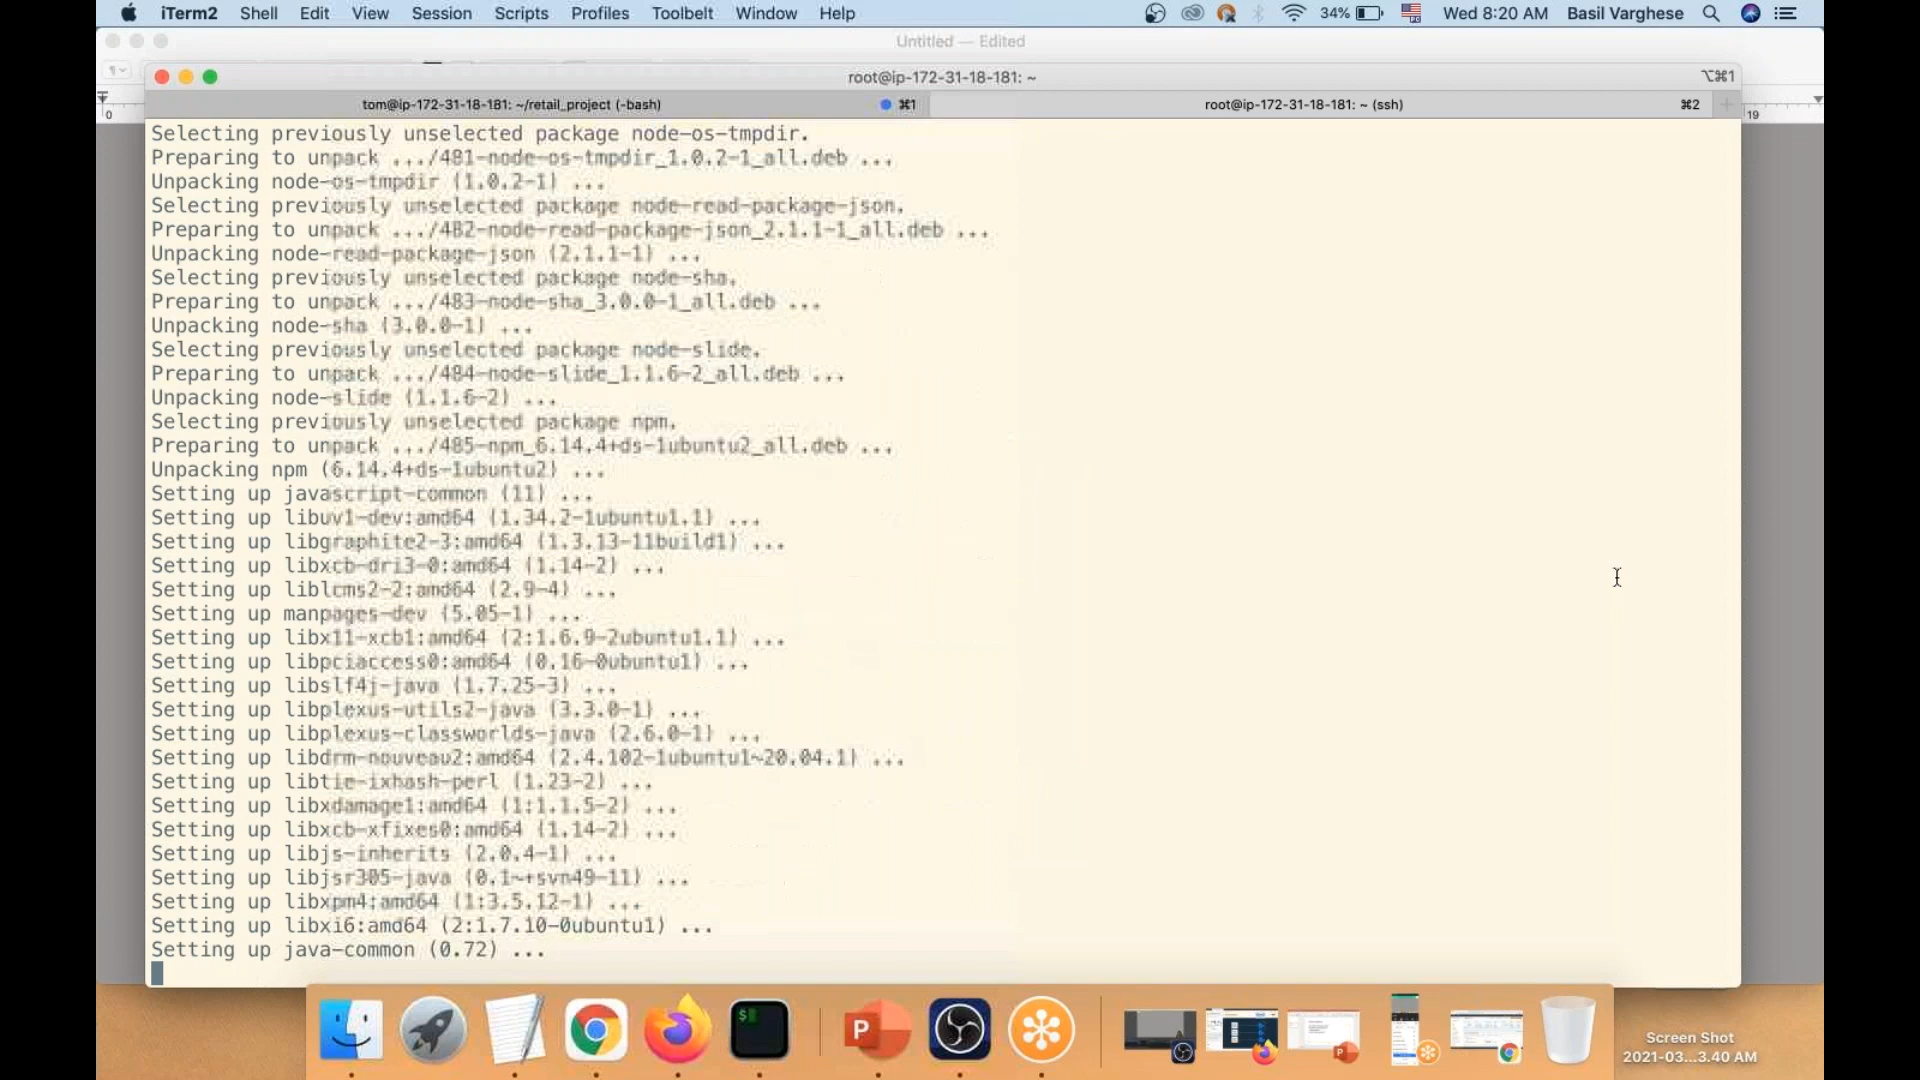 iTerm2 Shell Edit View Session Scripts Profiles Toolbelt Window Help 34% Wed 8:20 AM Basil Varghese
Untitled — Edited
root@ip-172-31-18-181: ~ ⌥⌘1
tom@ip-172-31-18-181: ~/retail_project (-bash) ⌘1 root@ip-172-31-18-181: ~ (ssh) ⌘2 +
0 19
Selecting previously unselected package node-os-tmpdir.
Preparing to unpack .../481-node-os-tmpdir_1.0.2-1_all.deb ...
Unpacking node-os-tmpdir (1.0.2-1) ...
Selecting previously unselected package node-read-package-json.
Preparing to unpack .../482-node-read-package-json_2.1.1-1_all.deb ...
Unpacking node-read-package-json (2.1.1-1) ...
Selecting previously unselected package node-sha.
Preparing to unpack .../483-node-sha_3.0.0-1_all.deb ...
Unpacking node-sha (3.0.0-1) ...
Selecting previously unselected package node-slide.
Preparing to unpack .../484-node-slide_1.1.6-2_all.deb ...
Unpacking node-slide (1.1.6-2) ...
Selecting previously unselected package npm.
Preparing to unpack .../485-npm_6.14.4+ds-1ubuntu2_all.deb ...
Unpacking npm (6.14.4+ds-1ubuntu2) ...
Setting up javascript-common (11) ...
Setting up libuv1-dev:amd64 (1.34.2-1ubuntu1.1) ...
Setting up libgraphite2-3:amd64 (1.3.13-11build1) ...
Setting up libxcb-dri3-0:amd64 (1.14-2) ...
Setting up liblcms2-2:amd64 (2.9-4) ...
Setting up manpages-dev (5.05-1) ...
Setting up libx11-xcb1:amd64 (2:1.6.9-2ubuntu1.1) ...
Setting up libpciaccess0:amd64 (0.16-0ubuntu1) ...
Setting up libslf4j-java (1.7.25-3) ...
Setting up libplexus-utils2-java (3.3.0-1) ...
Setting up libplexus-classworlds-java (2.6.0-1) ...
Setting up libdrm-nouveau2:amd64 (2.4.102-1ubuntu1~20.04.1) ...
Setting up libtie-ixhash-perl (1.23-2) ...
Setting up libxdamage1:amd64 (1:1.1.5-2) ...
Setting up libxcb-xfixes0:amd64 (1.14-2) ...
Setting up libjs-inherits (2.0.4-1) ...
Setting up libjsr305-java (0.1~+svn49-11) ...
Setting up libxpm4:amd64 (1:3.5.12-1) ...
Setting up libxi6:amd64 (2:1.7.10-0ubuntu1) ...
Setting up java-common (0.72) ...
$
P
Screen Shot
2021-03...3.40 AM